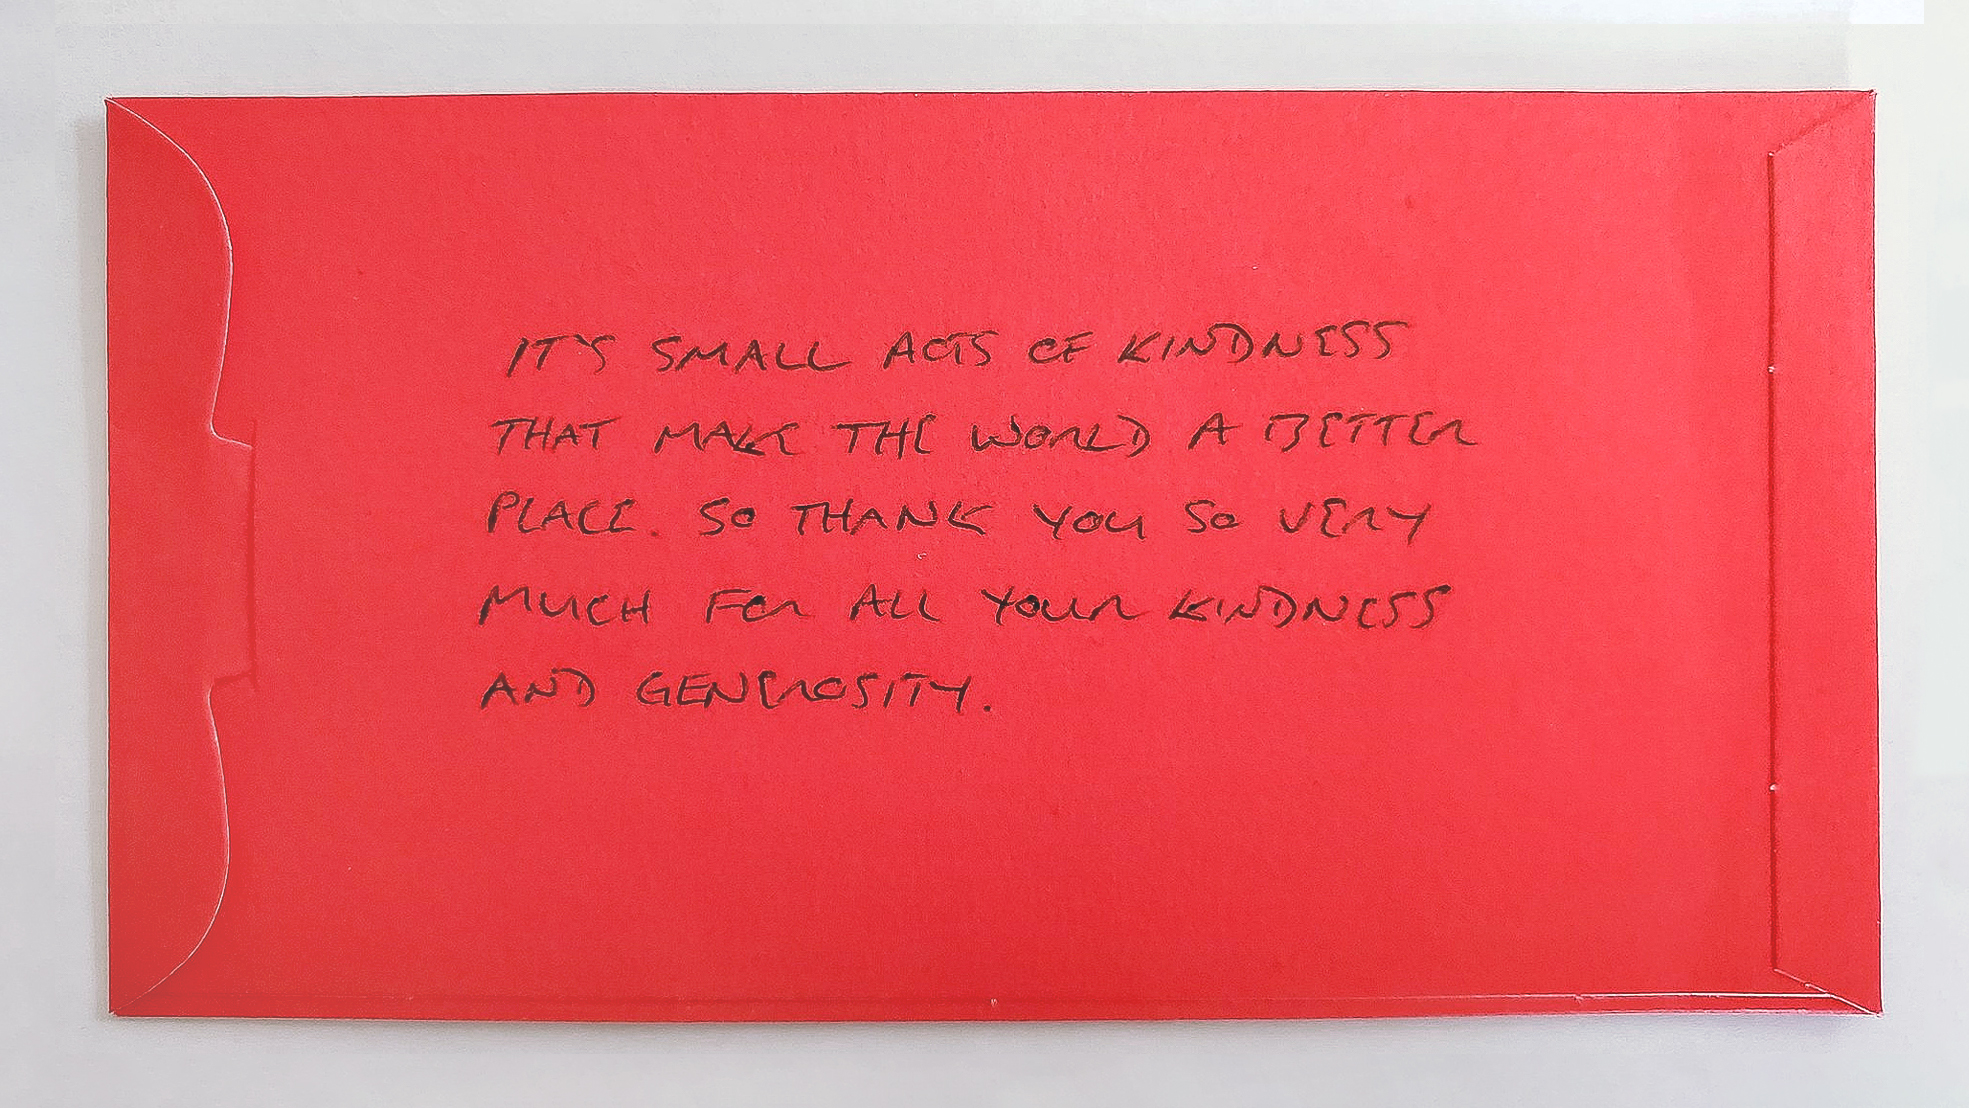 IT'S SMALL ACTS OF KINDNESS
THAT MAKE THE WORLD A BETTER
PLACE. SO THANK YOU SO VERY
MUCH FOR ALL YOUR KINDNESS
AND GENEROSITY.